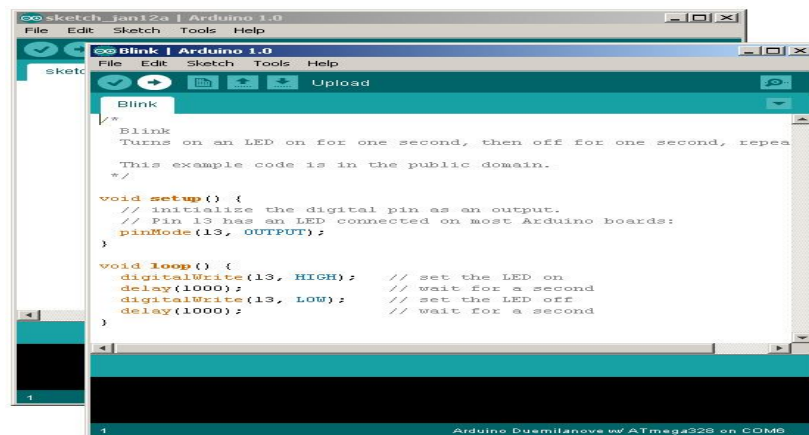 sketch_jan12a | Arduino 1.0
File Edit Sketch Tools Help
Blink | Arduino 1.0
File Edit Sketch Tools Help
Upload
sketc
Blink
/*
Blink
Turns on an LED on for one second, then off for one second, repea
This example code is in the public domain.
*/
void setup() {
// initialize the digital pin as an output.
// Pin 13 has an LED connected on most Arduino boards:
pinMode(13, OUTPUT);
}
void loop() {
digitalWrite(13, HIGH); // set the LED on
delay(1000); // wait for a second
digitalWrite(13, LOW); // set the LED off
delay(1000); // wait for a second
}
1
1 Arduino Duemilanove w/ ATmega328 on COM6